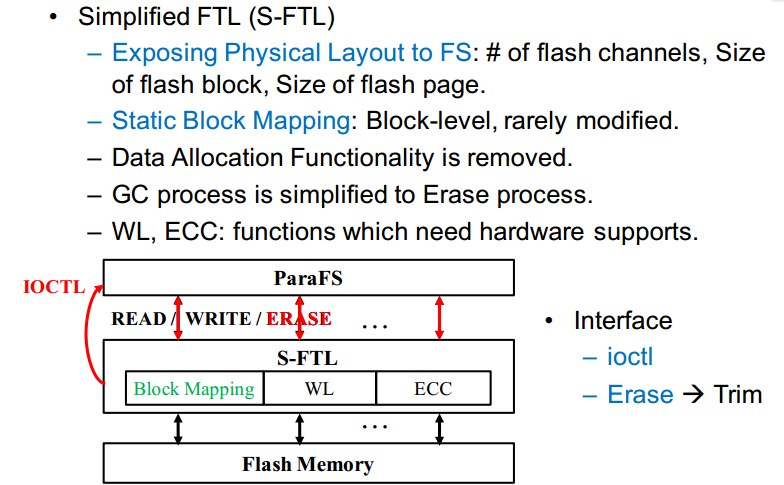 • Simplified FTL (S-FTL)
– Exposing Physical Layout to FS: # of flash channels, Size
of flash block, Size of flash page.
– Static Block Mapping: Block-level, rarely modified.
– Data Allocation Functionality is removed.
– GC process is simplified to Erase process.
– WL, ECC: functions which need hardware supports.
ParaFS
IOCTL
READ / WRITE / ERASE ...
S-FTL
Block Mapping WL ECC
...
Flash Memory
• Interface
– ioctl
– Erase → Trim